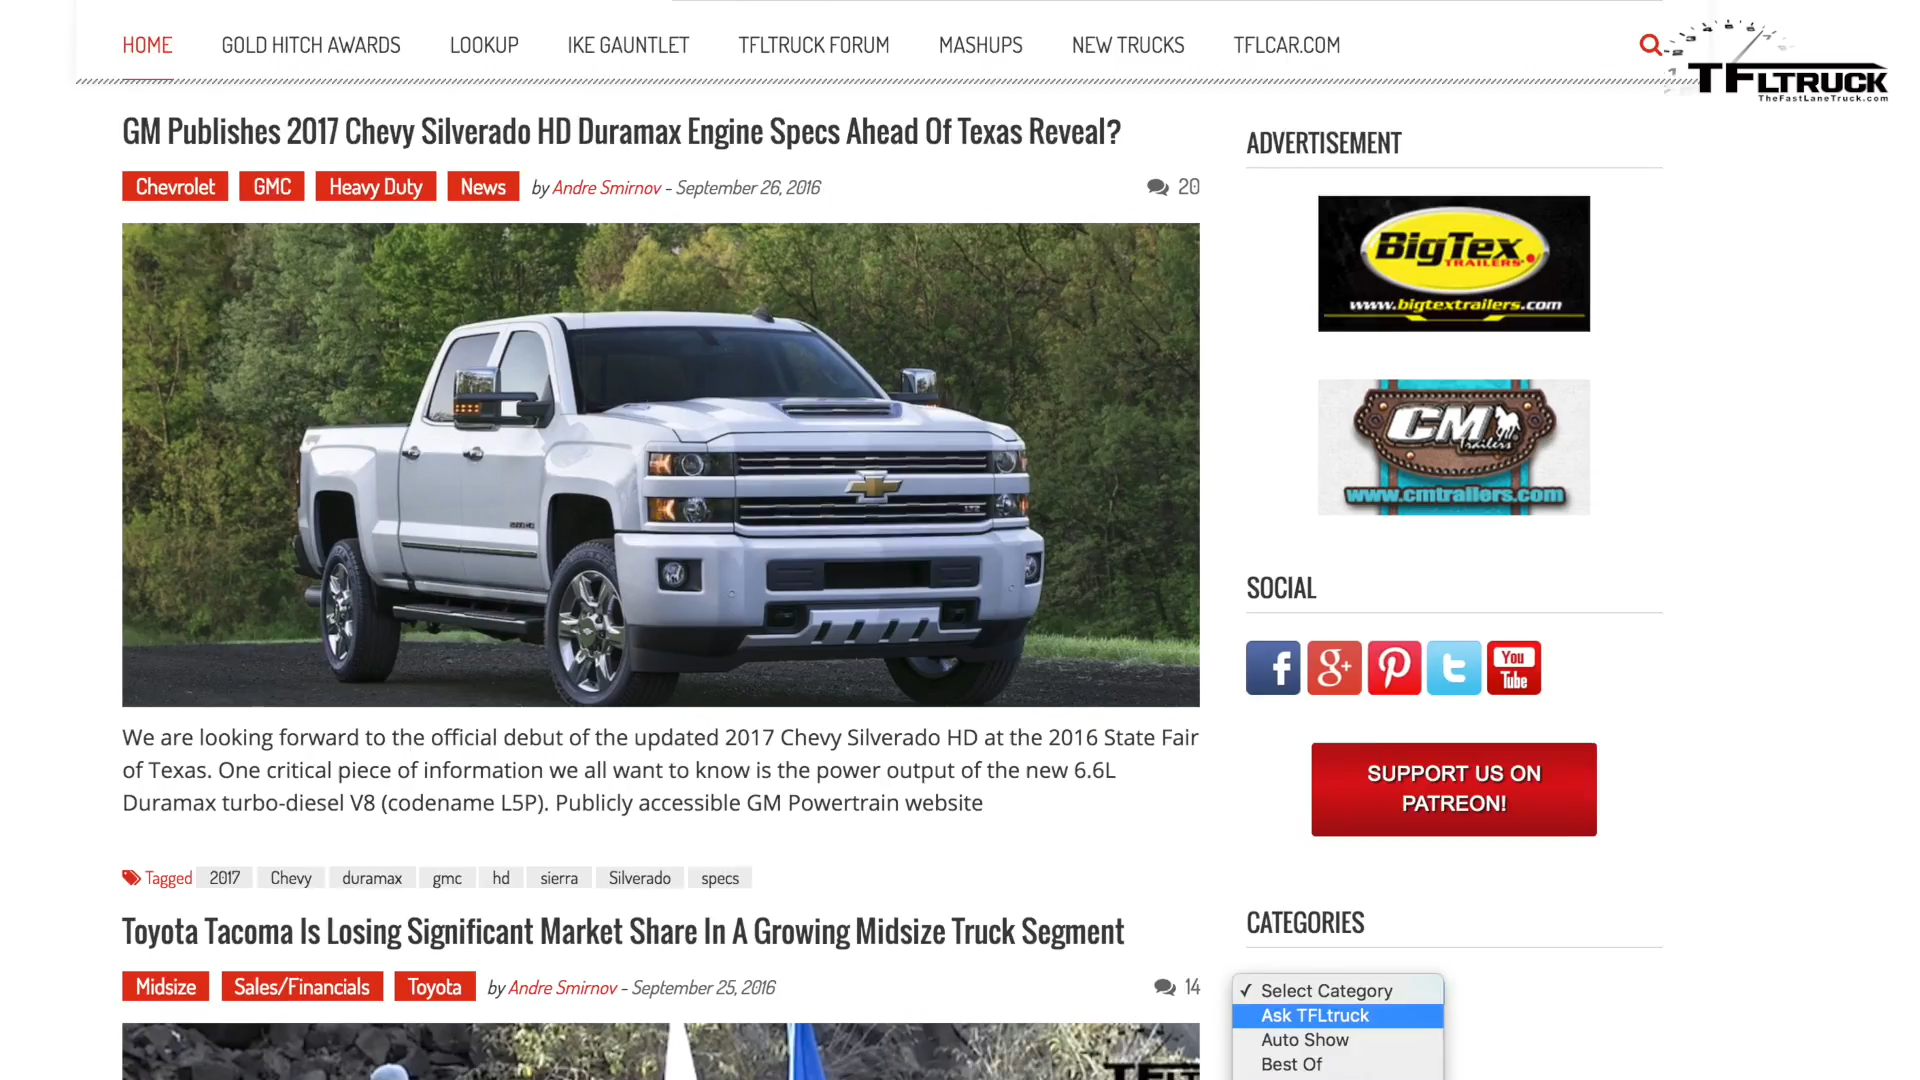 HOME GOLD HITCH AWARDS LOOKUP IKE GAUNTLET TFLTRUCK FORUM MASHUPS NEW TRUCKS TFLCAR.COM
1 2 3 4 5 6 7
TFLTRUCK
TheFastLaneTruck.com
GM Publishes 2017 Chevy Silverado HD Duramax Engine Specs Ahead Of Texas Reveal?
Chevrolet GMC Heavy Duty News by Andre Smirnov - September 26, 2016 20
LTZ
We are looking forward to the official debut of the updated 2017 Chevy Silverado HD at the 2016 State Fair
of Texas. One critical piece of information we all want to know is the power output of the new 6.6L
Duramax turbo-diesel V8 (codename L5P). Publicly accessible GM Powertrain website
Tagged 2017 Chevy duramax gmc hd sierra Silverado specs
Toyota Tacoma Is Losing Significant Market Share In A Growing Midsize Truck Segment
Midsize Sales/Financials Toyota by Andre Smirnov - September 25, 2016 14
ADVERTISEMENT
BigTex
TRAILERS
www.bigtextrailers.com
CM
Trailers
www.cmtrailers.com
SOCIAL
f g+ t You
Tube
SUPPORT US ON
PATREON!
CATEGORIES
✓ Select Category
Ask TFLtruck
Auto Show
Best Of